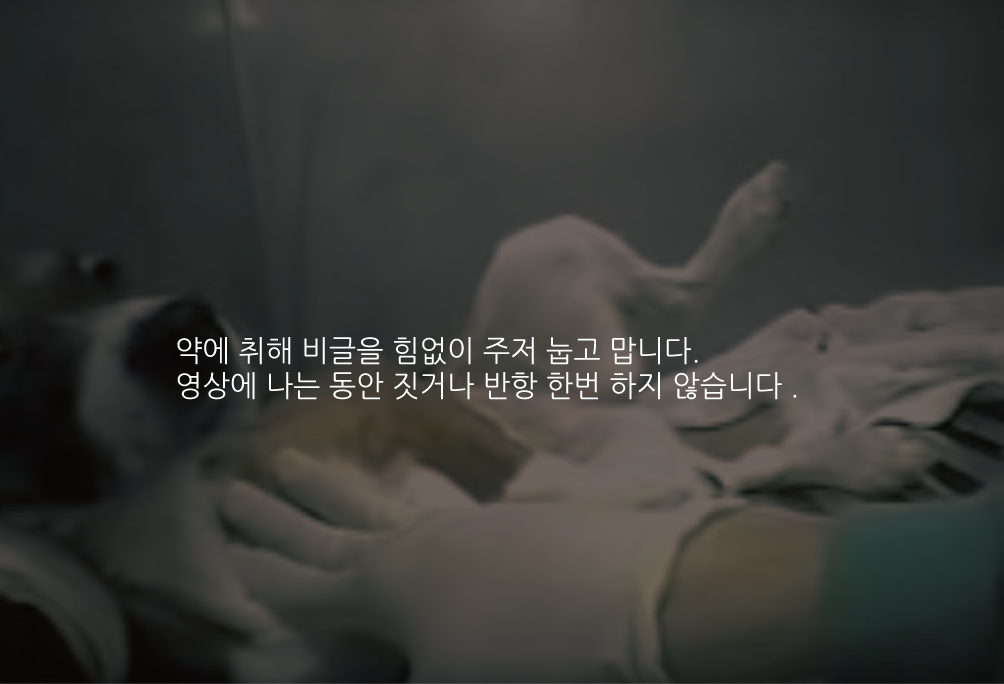 약에 취해 비글을 힘없이 주저 눕고 맙니다.
영상에 나는 동안 짓거나 반항 한번 하지 않습니다 .